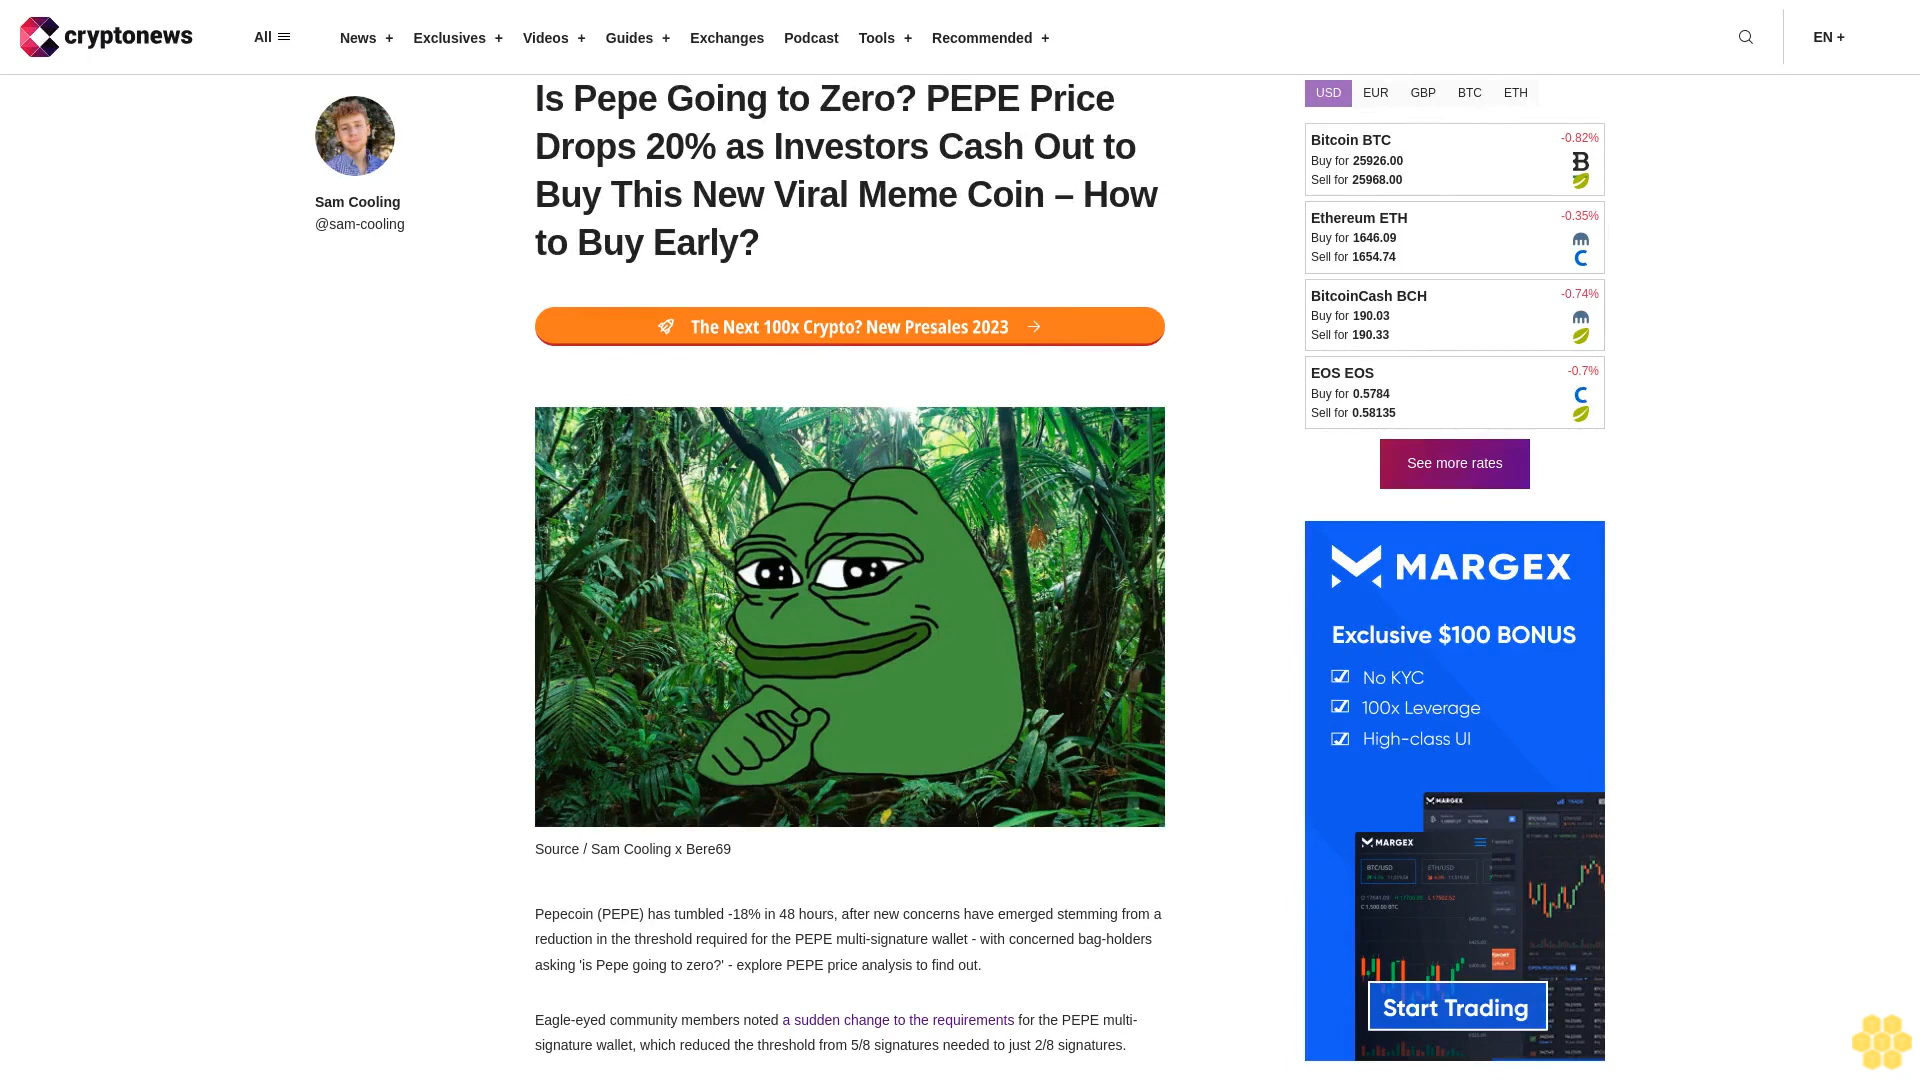 cryptonews
All
News +
Exclusives +
Videos +
Guides +
Exchanges
Podcast
Tools +
Recommended +
EN +
Sam Cooling
@sam-cooling
Is Pepe Going to Zero? PEPE Price
Drops 20% as Investors Cash Out to
Buy This New Viral Meme Coin – How
to Buy Early?
The Next 100x Crypto? New Presales 2023
Source / Sam Cooling x Bere69
Pepecoin (PEPE) has tumbled -18% in 48 hours, after new concerns have emerged stemming from a
reduction in the threshold required for the PEPE multi-signature wallet - with concerned bag-holders
asking 'is Pepe going to zero?' - explore PEPE price analysis to find out.
Eagle-eyed community members noted a sudden change to the requirements for the PEPE multi-
signature wallet, which reduced the threshold from 5/8 signatures needed to just 2/8 signatures.
USD EUR GBP BTC ETH
Bitcoin BTC -0.82%
Buy for 25926.00
Sell for 25968.00
Ethereum ETH -0.35%
Buy for 1646.09
Sell for 1654.74
BitcoinCash BCH -0.74%
Buy for 190.03
Sell for 190.33
EOS EOS -0.7%
Buy for 0.5784
Sell for 0.58135
See more rates
MARGEX
Exclusive $100 BONUS
No KYC
100x Leverage
High-class UI
MARGEX
TRADE
MARGEX
BTC/USD
ETH/USD
Start Trading